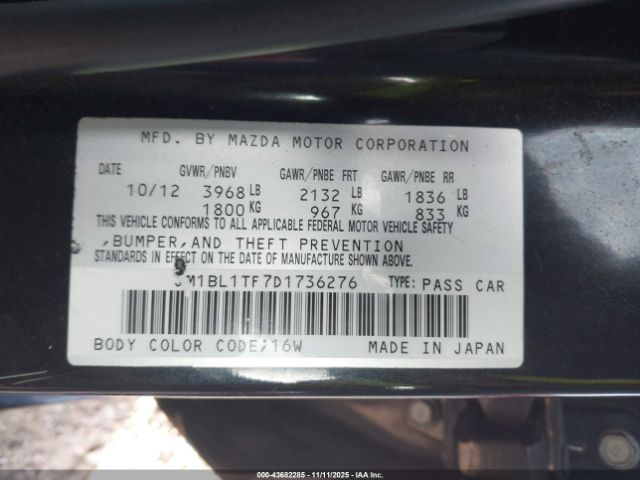 MFD. BY MAZDA MOTOR CORPORATION
DATE GVWR/PNBV GAWR/PNBE FRT GAWR/PNBE RR
10/12 3968 LB 2132 LB 1836 LB
1800 KG 967 KG 833 KG
THIS VEHICLE CONFORMS TO ALL APPLICABLE FEDERAL MOTOR VEHICLE SAFETY
,BUMPER,AND THEFT PREVENTION
STANDARDS IN EFFECT ON THE DATE OF MANUFACTURE SHOWN ABOVE.
JM1BL1TF7D1736276 TYPE: PASS CAR
BODY COLOR CODE:16W MADE IN JAPAN
000-43682285 - 11/11/2025 - IAA Inc.